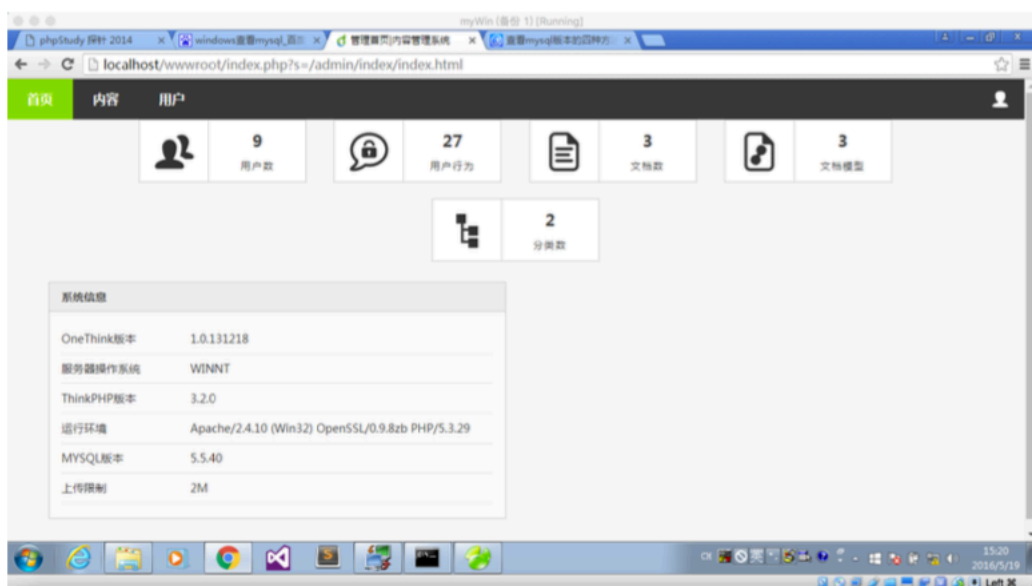 myWin (备份 1) [Running]
phpStudy 探针 2014
windows查看mysql_百度
管理首页|内容管理系统
查看mysql版本的四种方
localhost/wwwroot/index.php?s=/admin/index/index.html
首页 内容 用户
9
用户数
27
用户行为
3
文档数
3
文档模型
2
分类数
系统信息
OneThink版本 1.0.131218
服务器操作系统 WINNT
ThinkPHP版本 3.2.0
运行环境 Apache/2.4.10 (Win32) OpenSSL/0.9.8zb PHP/5.3.29
MYSQL版本 5.5.40
上传限制 2M
CH
15:20
2016/5/19
Left ⌘